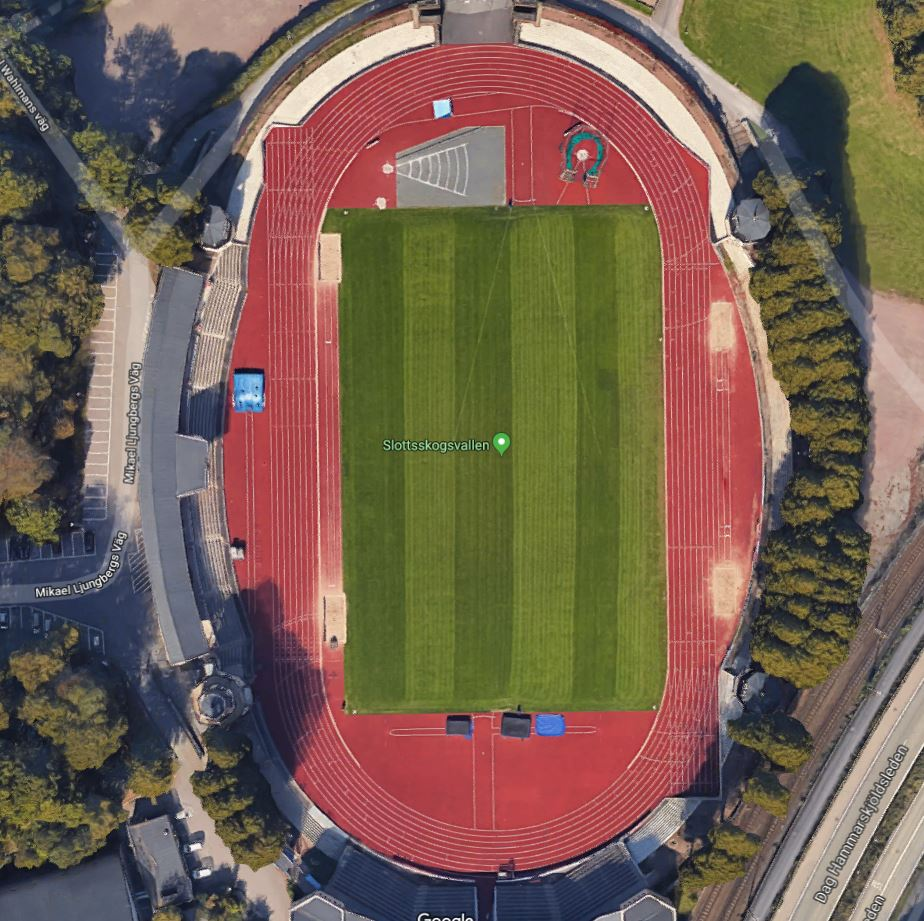 l Wahlmans väg
Mikael Ljungbergs Väg
Slottsskogsvallen
Mikael Ljungbergs Väg
Dag Hammarskjöldsleden
Google